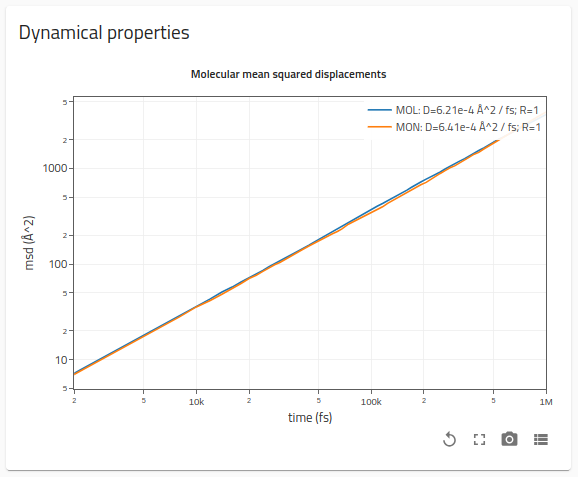 Dynamical properties
Molecular mean squared displacements
MOL: D=6.21e-4 Å^2 / fs; R=1
MON: D=6.41e-4 Å^2 / fs; R=1
msd (Å^2)
5
2
1000
5
2
100
5
2
10
5
2
5
10k
2
5
100k
2
5
1M
time (fs)